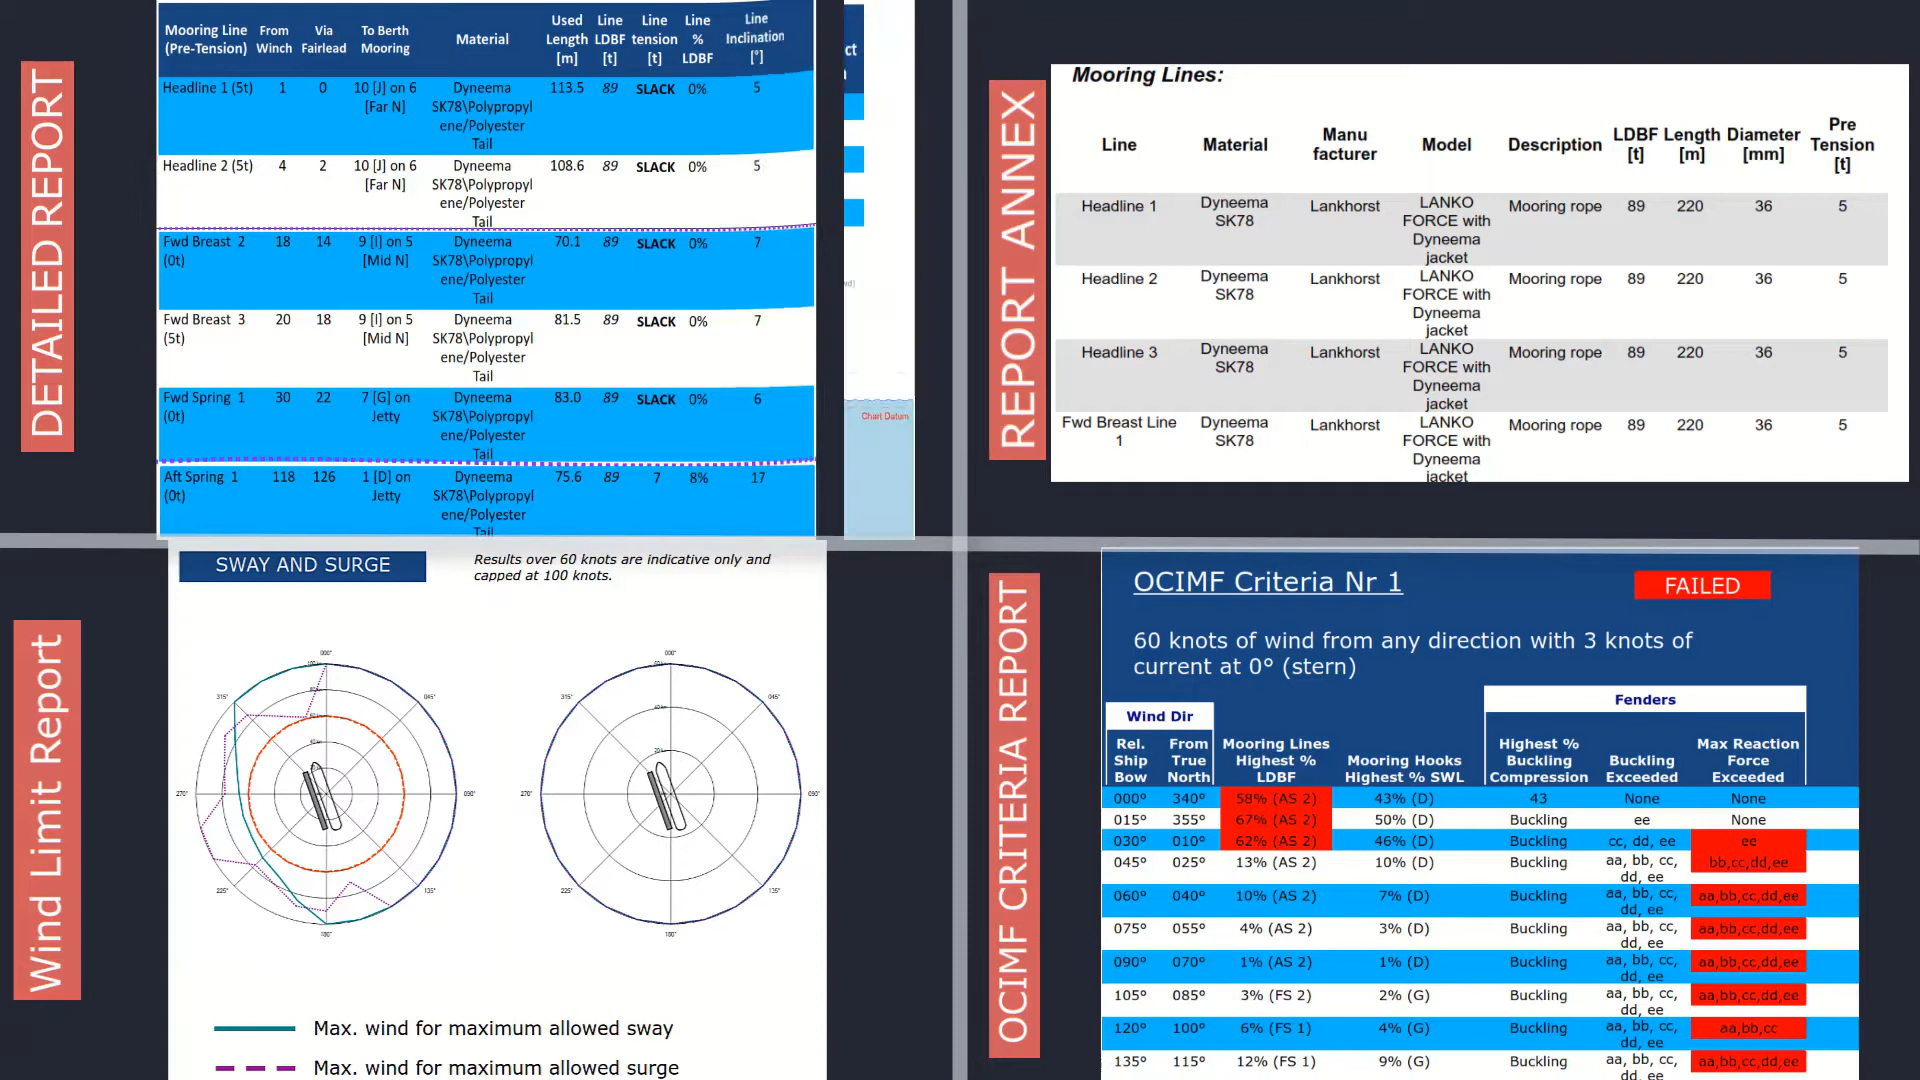 DETAILED REPORT
Mooring Line (Pre-Tension) From Winch Via Fairlead To Berth Mooring Material Used Length [m] Line LDBF [t] Line tension [t] Line % LDBF Line Inclination [°]
Headline 1 (5t) 1 0 10 [J] on 6 [Far N] Dyneema SK78\Polypropylene/Polyester Tail 113.5 89 SLACK 0% 5
Headline 2 (5t) 4 2 10 [J] on 6 [Far N] Dyneema SK78\Polypropylene/Polyester Tail 108.6 89 SLACK 0% 5
Fwd Breast 2 (0t) 18 14 9 [I] on 5 [Mid N] Dyneema SK78\Polypropylene/Polyester Tail 70.1 89 SLACK 0% 7
Fwd Breast 3 (5t) 20 18 9 [I] on 5 [Mid N] Dyneema SK78\Polypropylene/Polyester Tail 81.5 89 SLACK 0% 7
Fwd Spring 1 (0t) 30 22 7 [G] on Jetty Dyneema SK78\Polypropylene/Polyester Tail 83.0 89 SLACK 0% 6
Aft Spring 1 (0t) 118 126 1 [D] on Jetty Dyneema SK78\Polypropylene/Polyester Tail 75.6 89 7 8% 17
ct
Chart Datum
REPORT ANNEX
Mooring Lines:
Line Material Manufacturer Model Description LDBF [t] Length [m] Diameter [mm] Pre Tension [t]
Headline 1 Dyneema SK78 Lankhorst LANKO FORCE with Dyneema jacket Mooring rope 89 220 36 5
Headline 2 Dyneema SK78 Lankhorst LANKO FORCE with Dyneema jacket Mooring rope 89 220 36 5
Headline 3 Dyneema SK78 Lankhorst LANKO FORCE with Dyneema jacket Mooring rope 89 220 36 5
Fwd Breast Line 1 Dyneema SK78 Lankhorst LANKO FORCE with Dyneema jacket Mooring rope 89 220 36 5
Wind Limit Report
SWAY AND SURGE
Results over 60 knots are indicative only and
capped at 100 knots.
000° 045° 090° 135° 180° 225° 270° 315°
000° 045° 090° 135° 180° 225° 270° 315°
Max. wind for maximum allowed sway
Max. wind for maximum allowed surge
OCIMF CRITERIA REPORT
OCIMF Criteria Nr 1
FAILED
60 knots of wind from any direction with 3 knots of
current at 0° (stern)
Wind Dir Fenders
Rel. Ship Bow From True North Mooring Lines Highest % LDBF Mooring Hooks Highest % SWL Highest % Buckling Compression Buckling Exceeded Max Reaction Force Exceeded
000° 340° 58% (AS 2) 43% (D) 43 None None
015° 355° 67% (AS 2) 50% (D) Buckling ee None
030° 010° 62% (AS 2) 46% (D) Buckling cc, dd, ee ee
045° 025° 13% (AS 2) 10% (D) Buckling aa, bb, cc, dd, ee bb,cc,dd,ee
060° 040° 10% (AS 2) 7% (D) Buckling aa, bb, cc, dd, ee aa,bb,cc,dd,ee
075° 055° 4% (AS 2) 3% (D) Buckling aa, bb, cc, dd, ee aa,bb,cc,dd,ee
090° 070° 1% (AS 2) 1% (D) Buckling aa, bb, cc, dd, ee aa,bb,cc,dd,ee
105° 085° 3% (FS 2) 2% (G) Buckling aa, bb, cc, dd, ee aa,bb,cc,dd,ee
120° 100° 6% (FS 1) 4% (G) Buckling aa, bb, cc, dd, ee aa,bb,cc
135° 115° 12% (FS 1) 9% (G) Buckling aa, bb, cc, dd, ee aa,bb,cc,dd,ee